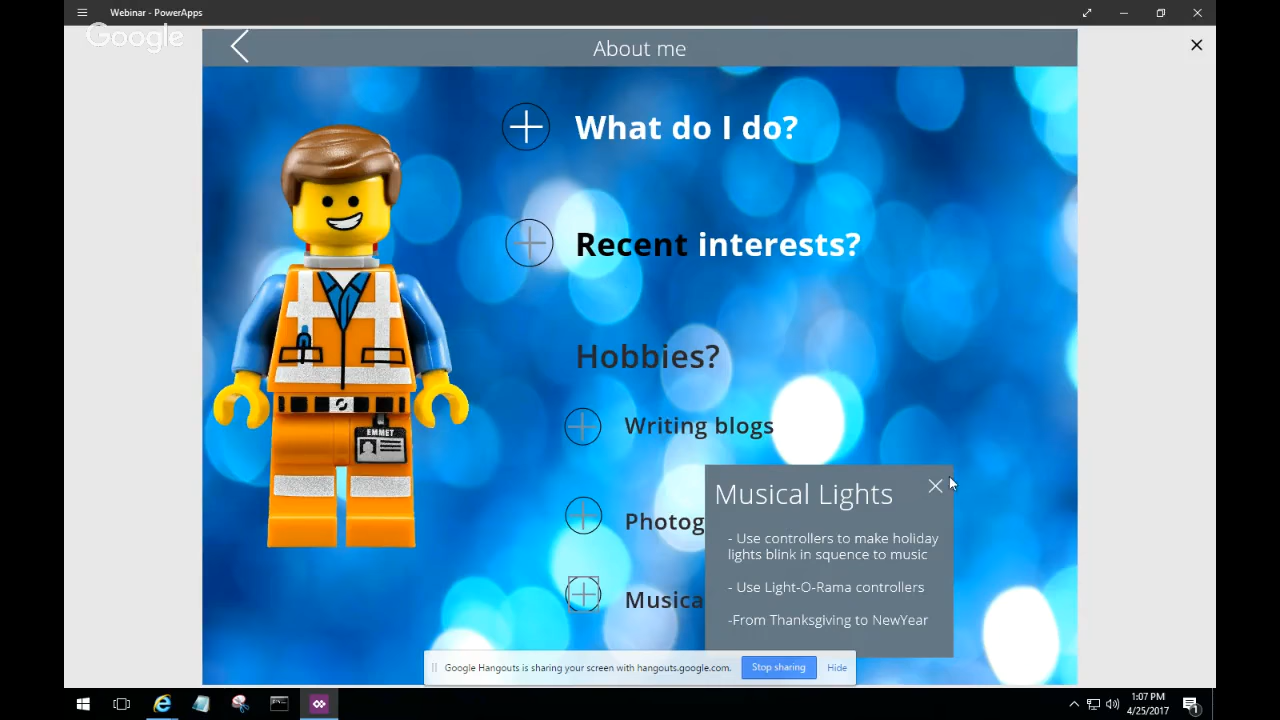 Webinar - PowerApps
Google
About me
What do I do?
Recent interests?
Hobbies?
Writing blogs
Musical Lights
- Use controllers to make holiday
lights blink in squence to music
Photog
- Use Light-O-Rama controllers
Musica
-From Thanksgiving to NewYear
EMMET
Google Hangouts is sharing your screen with hangouts.google.com.
Stop sharing
Hide
1:07 PM
4/25/2017
1